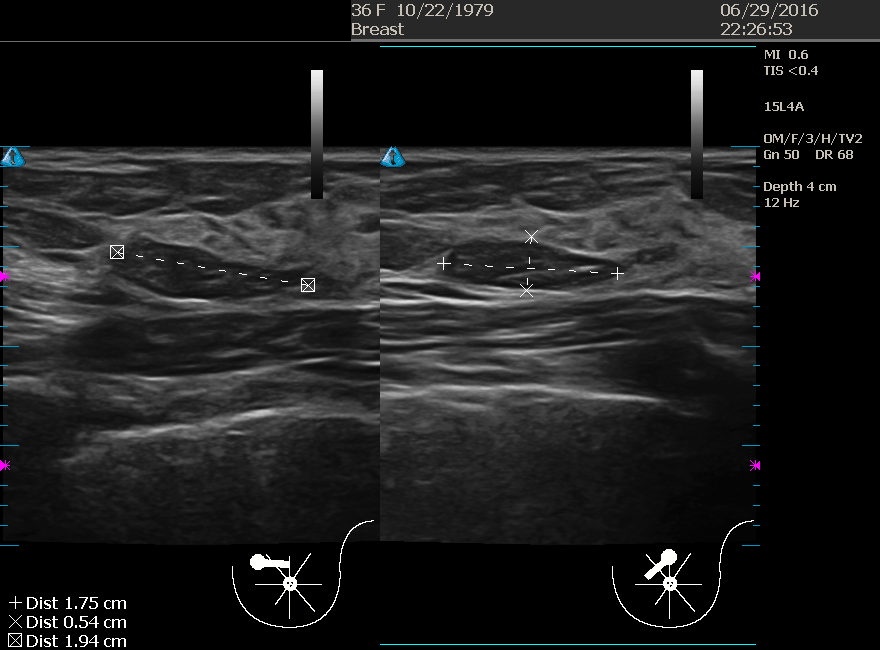 36 F 10/22/1979 06/29/2016
Breast 22:26:53
MI 0.6
TIS <0.4
15L4A
OM/F/3/H/TV2
Gn 50 DR 68
Depth 4 cm
12 Hz
Dist 1.75 cm
Dist 0.54 cm
Dist 1.94 cm